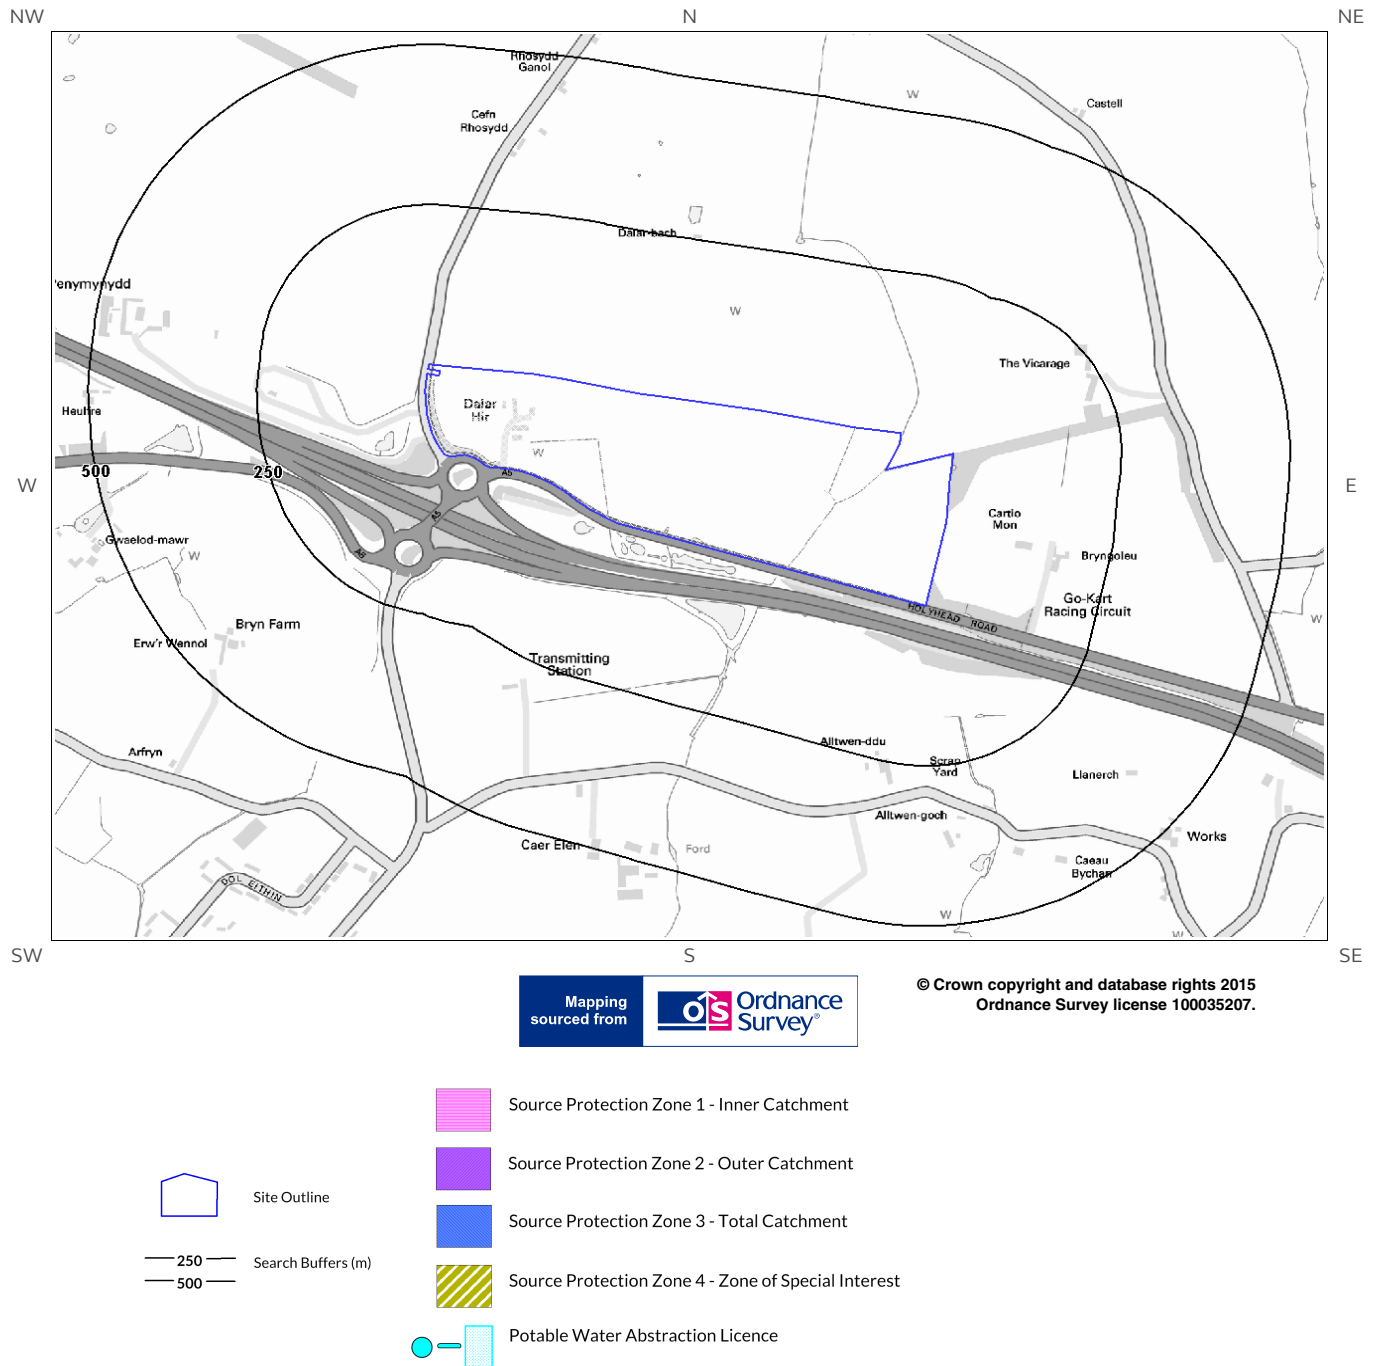 NW
N
NE
Rhosydd
Ganol
W
Castell
Cefn
Rhosydd
Dalar-bach
enymynydd
W
The Vicarage
Dalar
Hir
Heulfre
W
500
250
A5
W
E
A5
Cartio
Mon
Gwaelod-mawr
W
A5
Bryngoleu
Go-Kart
Racing Circuit
HOLYHEAD ROAD
W
Bryn Farm
Erw'r Wennol
Transmitting
Station
Alltwen-ddu
Arfryn
Scrap
Yard
Llanerch
Alltwen-goch
Works
Caer Elen
Ford
Caeau
Bychan
DOL EITHIN
W
W
SW
S
SE
Mapping
sourced from
OS
Ordnance
Survey®
© Crown copyright and database rights 2015
Ordnance Survey license 100035207.
Source Protection Zone 1 - Inner Catchment
Source Protection Zone 2 - Outer Catchment
Site Outline
Source Protection Zone 3 - Total Catchment
250
Search Buffers (m)
500
Source Protection Zone 4 - Zone of Special Interest
Potable Water Abstraction Licence